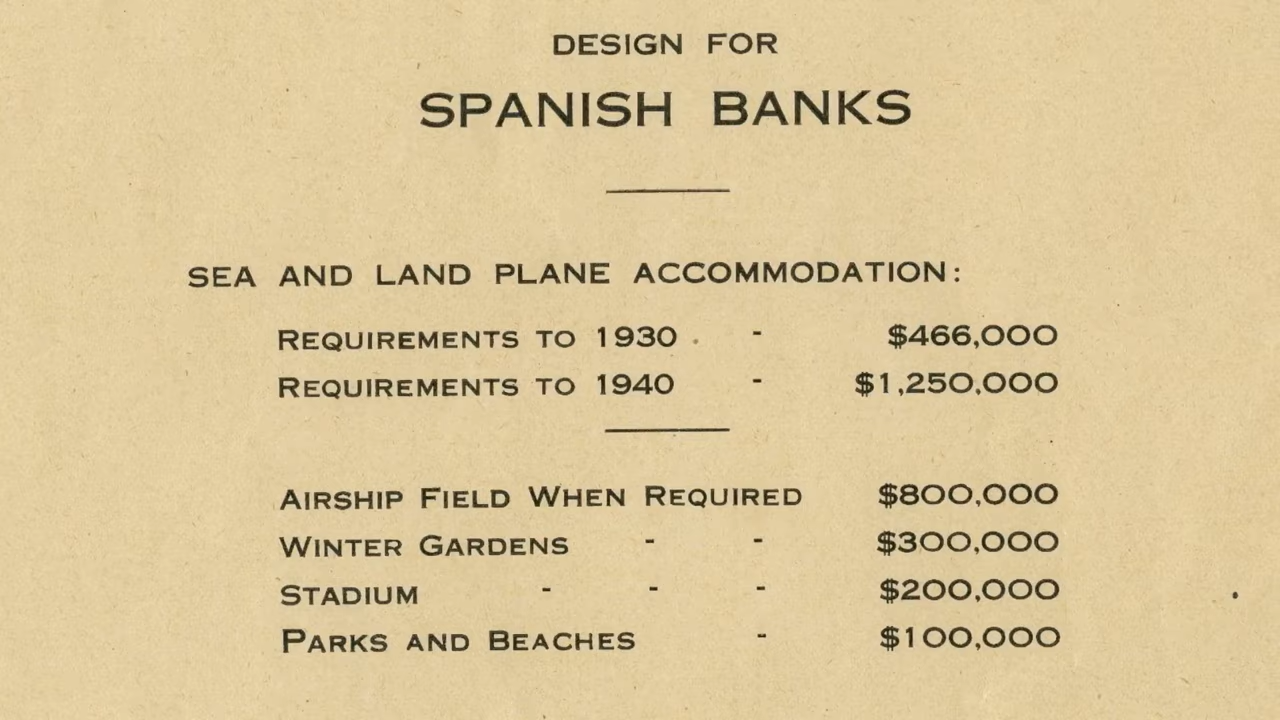 DESIGN FOR
SPANISH BANKS
SEA AND LAND PLANE ACCOMMODATION:
REQUIREMENTS TO 1930 - $466,000
REQUIREMENTS TO 1940 - $1,250,000
AIRSHIP FIELD WHEN REQUIRED $800,000
WINTER GARDENS - - $300,000
STADIUM - - - $200,000
PARKS AND BEACHES - $100,000